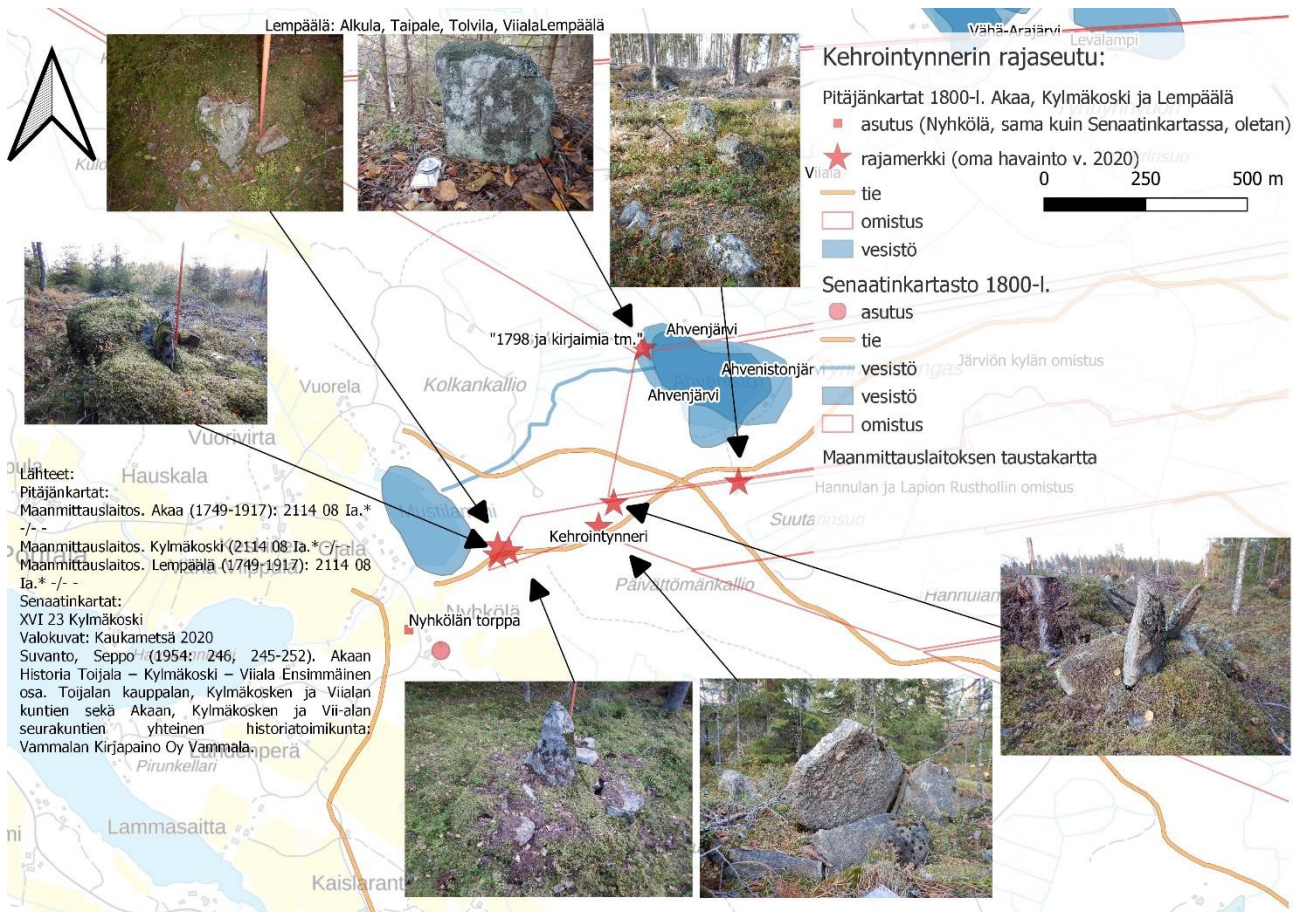 Lempäälä: Alkula, Taipale, Tolvila, ViialaLempäälä
Vähä-Arajärvi
Levälampi
Kehrointynnerin rajaseutu:
Pitäjänkartat 1800-l. Akaa, Kylmäkoski ja Lempäälä
asutus (Nyhkölä, sama kuin Senaatinkartassa, oletan)
rajamerkki (oma havainto v. 2020)
Viiala
0 250 500 m
tie
omistus
vesistö
Senaatinkartasto 1800-l.
asutus
tie
vesistö
vesistö
omistus
Maanmittauslaitoksen taustakartta
"1798 ja kirjaimia tm."
Ahvenjärvi
Ahvenistonjärvi
Ahvenjärvi
Järviön kylän omistus
Hannulan ja Lapion Rusthollin omistus
Vuorela
Kolkankallio
Vuorivirta
Hauskala
Mustilammi
Suutarinsuo
Kehrointynneri
Päivättömänkallio
Nyhkölä
Nyhkölän torppa
Lähteet:
Pitäjänkartat:
Maanmittauslaitos. Akaa (1749-1917): 2114 08 Ia.*
-/- -
Maanmittauslaitos. Kylmäkoski (2114 08 Ia.* -/- -
Maanmittauslaitos. Lempäälä (1749-1917): 2114 08
Ia.* -/- -
Senaatinkartat:
XVI 23 Kylmäkoski
Valokuvat: Kaukametsä 2020
Suvanto, Seppo (1954: 246, 245-252). Akaan
Historia Toijala – Kylmäkoski – Viiala Ensimmäinen
osa. Toijalan kauppalan, Kylmäkosken ja Viialan
kuntien sekä Akaan, Kylmäkosken ja Vii-alan
seurakuntien yhteinen historiatoimikunta:
Vammalan Kirjapaino Oy Vammala.
Pirunkellari
Lammasaitta
Kaislarant